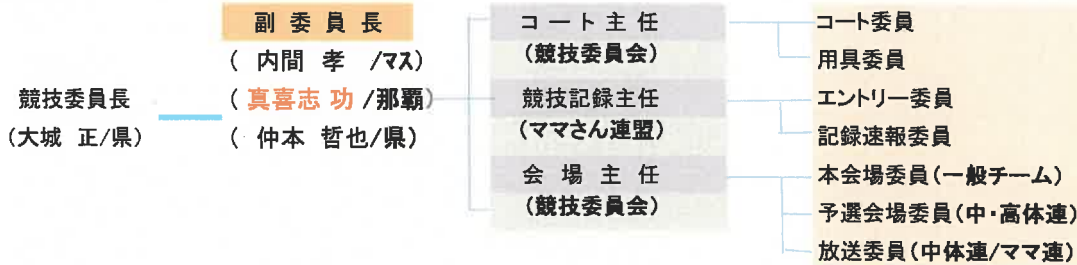 競技委員長
(大城 正/県)
副 委 員 長
( 内間 孝 /マス)
( 真喜志 功 /那覇)
( 仲本 哲也/県)
コ ー ト 主 任
(競技委員会)
競技記録主任
(ママさん連盟)
会 場 主 任
(競技委員会)
コート委員
用具委員
エントリー委員
記録速報委員
本会場委員(一般チーム)
予選会場委員(中・高体連)
放送委員(中体連/ママ連)